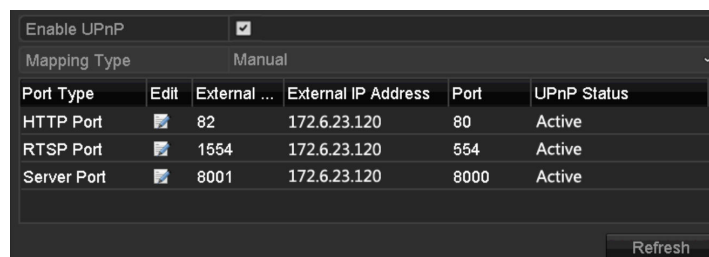 Enable UPnP
Mapping Type Manual
Port Type Edit External ... External IP Address Port UPnP Status
HTTP Port 82 172.6.23.120 80 Active
RTSP Port 1554 172.6.23.120 554 Active
Server Port 8001 172.6.23.120 8000 Active
Refresh